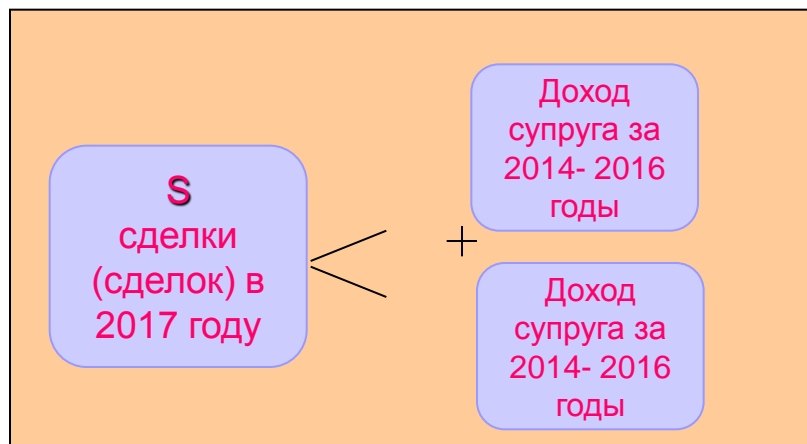 S
сделки
(сделок) в
2017 году
+
Доход
супруга за
2014- 2016
годы
Доход
супруга за
2014- 2016
годы